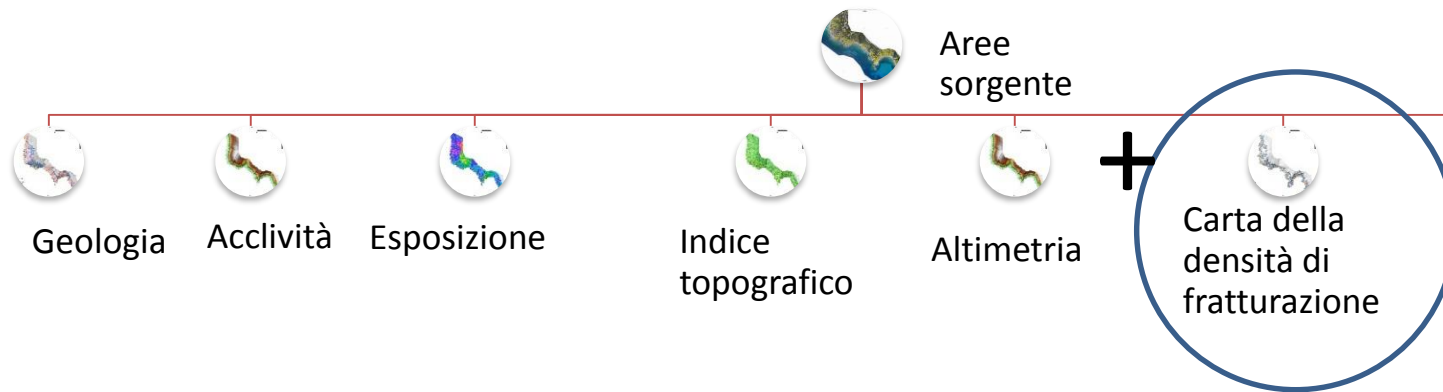 Aree
sorgente
Geologia
Acclività
Esposizione
Indice
topografico
Altimetria
+
Carta della
densità di
fratturazione